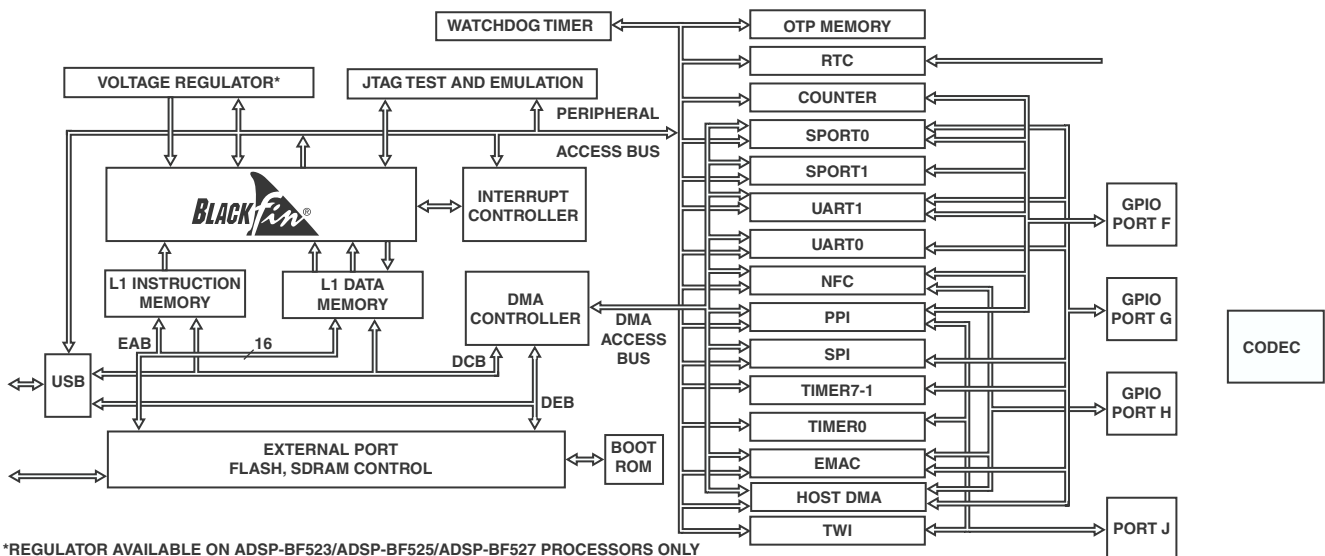 WATCHDOG TIMER
OTP MEMORY
RTC
VOLTAGE REGULATOR*
JTAG TEST AND EMULATION
COUNTER
PERIPHERAL
ACCESS BUS
SPORT0
SPORT1
BLACKfin®
INTERRUPT
CONTROLLER
UART1
GPIO
PORT F
UART0
L1 INSTRUCTION
MEMORY
L1 DATA
MEMORY
DMA
CONTROLLER
NFC
GPIO
PORT G
DMA
ACCESS
BUS
PPI
EAB
16
DCB
SPI
CODEC
USB
TIMER7-1
DEB
GPIO
PORT H
TIMER0
EXTERNAL PORT
FLASH, SDRAM CONTROL
BOOT
ROM
EMAC
HOST DMA
TWI
PORT J
*REGULATOR AVAILABLE ON ADSP-BF523/ADSP-BF525/ADSP-BF527 PROCESSORS ONLY